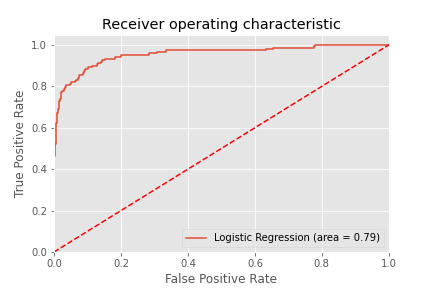 Receiver operating characteristic
True Positive Rate
1.0
0.8
0.6
0.4
0.2
0.0
Logistic Regression (area = 0.79)
0.0 0.2 0.4 0.6 0.8 1.0
False Positive Rate